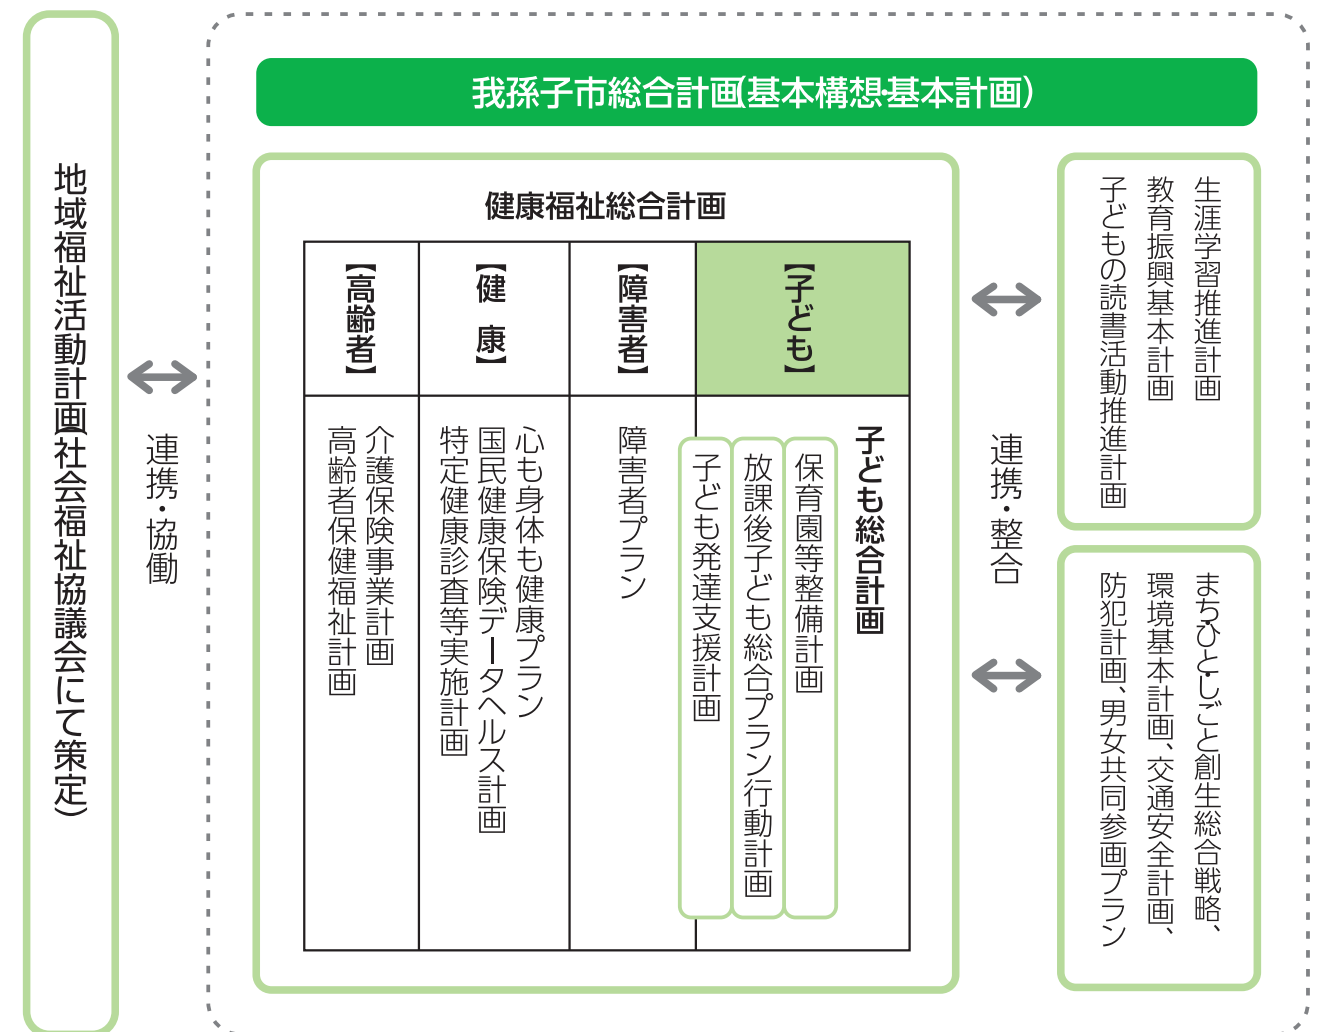 我孫子市総合計画(基本構想・基本計画)
地域福祉活動計画(社会福祉協議会にて策定)
連携・協働
健康福祉総合計画
【子ども】
【障害者】
【健 康】
【高齢者】
子ども総合計画
保育園等整備計画
放課後子ども総合プラン行動計画
子ども発達支援計画
障害者プラン
心も身体も健康プラン
国民健康保険データヘルス計画
特定健康診査等実施計画
介護保険事業計画
高齢者保健福祉計画
連携・整合
生涯学習推進計画
教育振興基本計画
子どもの読書活動推進計画
まち・ひと・しごと創生総合戦略、
環境基本計画、交通安全計画、
防犯計画、男女共同参画プラン